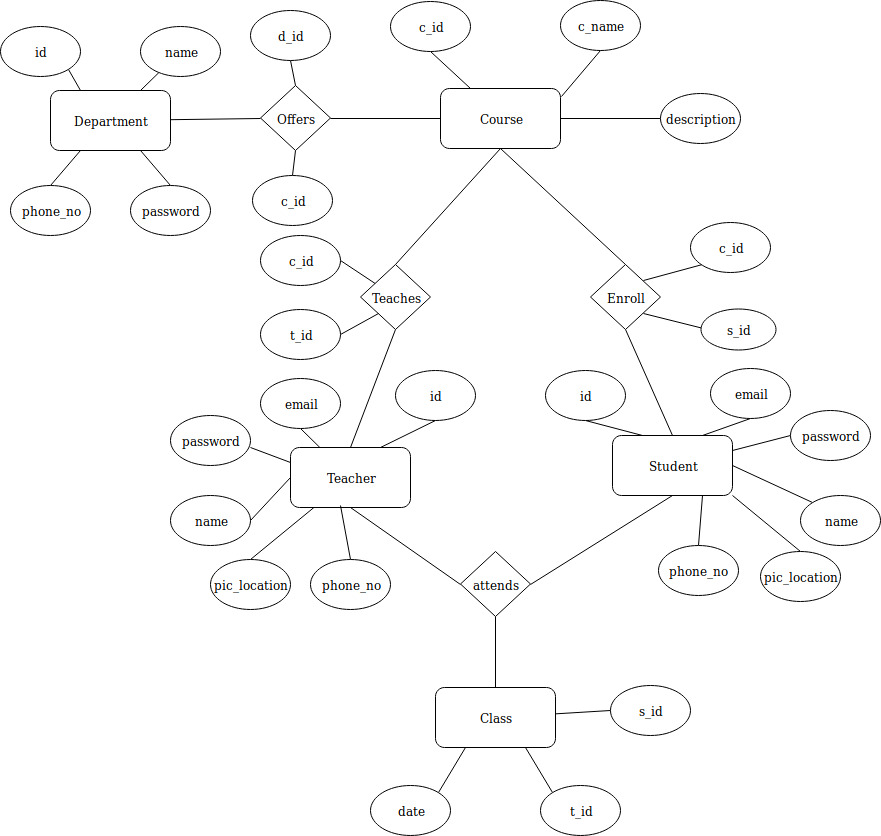 id
name
d_id
c_id
c_name
Department
Offers
Course
description
phone_no
password
c_id
c_id
t_id
Teaches
Enroll
c_id
s_id
email
id
id
email
password
password
Teacher
Student
name
name
pic_location
phone_no
attends
phone_no
pic_location
Class
s_id
date
t_id